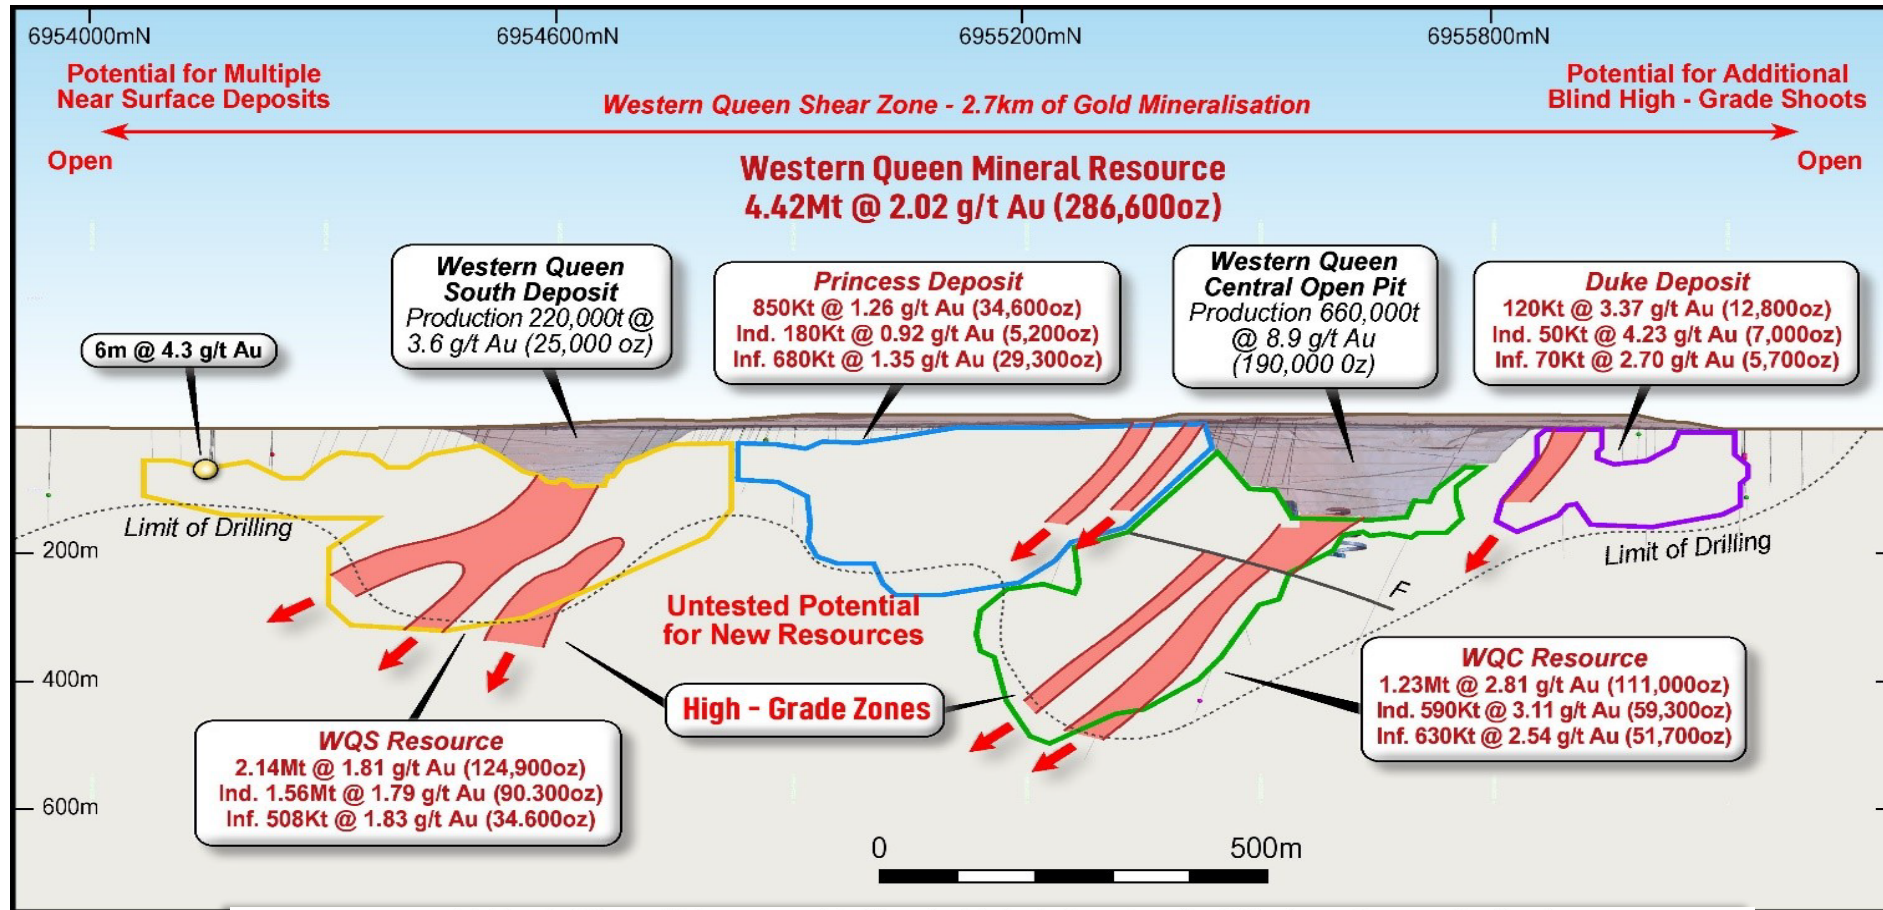 6954000mN
6954600mN
6955200mN
6955800mN
Potential for Multiple
Near Surface Deposits
Western Queen Shear Zone - 2.7km of Gold Mineralisation
Potential for Additional
Blind High - Grade Shoots
Open
Open
Western Queen Mineral Resource
4.42Mt @ 2.02 g/t Au (286,600oz)
6m @ 4.3 g/t Au
Western Queen
South Deposit
Production 220,000t @
3.6 g/t Au (25,000 oz)
Princess Deposit
850Kt @ 1.26 g/t Au (34,600oz)
Ind. 180Kt @ 0.92 g/t Au (5,200oz)
Inf. 680Kt @ 1.35 g/t Au (29,300oz)
Western Queen
Central Open Pit
Production 660,000t
@ 8.9 g/t Au
(190,000 0z)
Duke Deposit
120Kt @ 3.37 g/t Au (12,800oz)
Ind. 50Kt @ 4.23 g/t Au (7,000oz)
Inf. 70Kt @ 2.70 g/t Au (5,700oz)
Limit of Drilling
Limit of Drilling
200m
400m
600m
F
Untested Potential
for New Resources
High - Grade Zones
WQS Resource
2.14Mt @ 1.81 g/t Au (124,900oz)
Ind. 1.56Mt @ 1.79 g/t Au (90.300oz)
Inf. 508Kt @ 1.83 g/t Au (34.600oz)
WQC Resource
1.23Mt @ 2.81 g/t Au (111,000oz)
Ind. 590Kt @ 3.11 g/t Au (59,300oz)
Inf. 630Kt @ 2.54 g/t Au (51,700oz)
0
500m